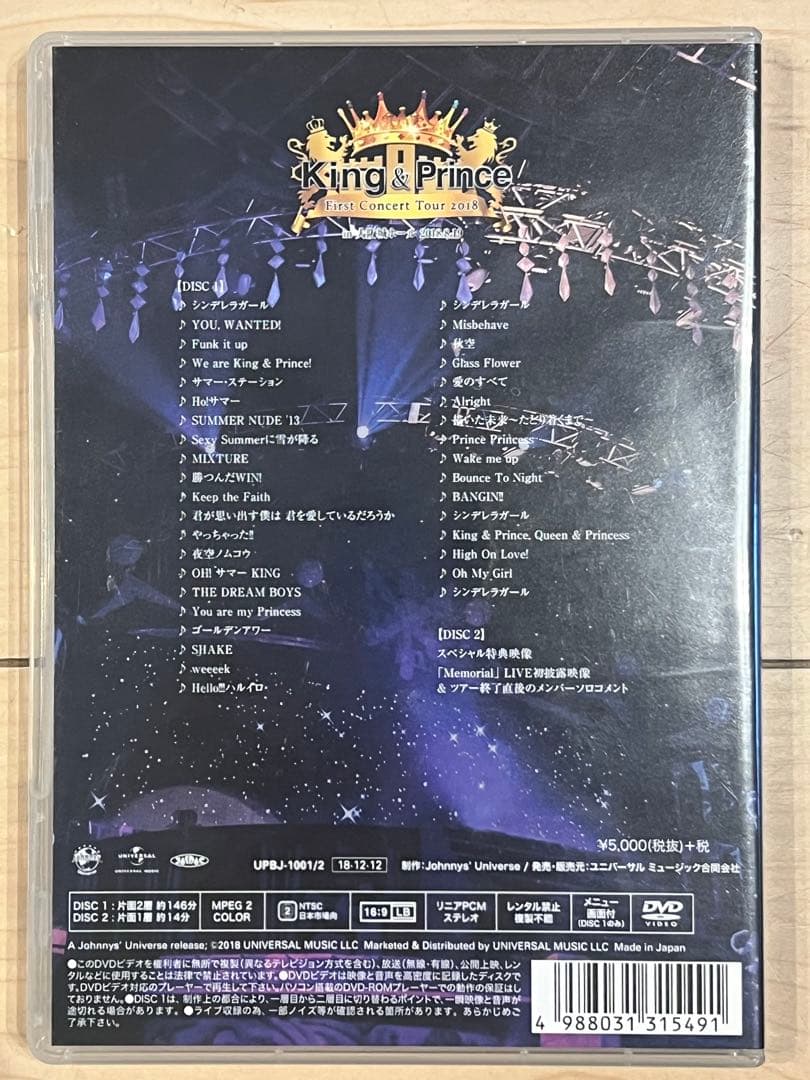 King & Prince
First Concert Tour 2018
in 大阪城ホール 2018.8.19
【DISC 1】
♪ シンデレラガール
♪ YOU, WANTED!
♪ Funk it up
♪ We are King & Prince!
♪ サマー・ステーション
♪ Ho!サマー
♪ SUMMER NUDE '13
♪ Sexy Summerに雪が降る
♪ MIXTURE
♪ 勝つんだWIN!
♪ Keep the Faith
♪ 君が思い出す僕は 君を愛しているだろうか
♪ やっちゃった!!
♪ 夜空ノムコウ
♪ OH! サマー KING
♪ THE DREAM BOYS
♪ You are my Princess
♪ ゴールデンアワー
♪ SHAKE
♪ weeeek
♪ Hello!!!ハルイロ
♪ シンデレラガール
♪ Misbehave
♪ 秋空
♪ Glass Flower
♪ 愛のすべて
♪ Alright
♪ 描いた未来～たどり着くまで～
♪ Prince Princess
♪ Wake me up
♪ Bounce To Night
♪ BANGIN!!
♪ シンデレラガール
♪ King & Prince, Queen & Princess
♪ High On Love!
♪ Oh My Girl
♪ シンデレラガール
【DISC 2】
スペシャル特典映像
「Memorial」LIVE初披露映像
& ツアー終了直後のメンバーソロコメント
¥5,000(税抜)+税
UNIVERSAL
UNIVERSAL MUSIC
UPBJ-1001/2 18·12·12 制作:Johnnys' Universe / 発売・販売元:ユニバーサル ミュージック合同会社
DISC 1 : 片面2層 約146分
DISC 2 : 片面1層 約14分
MPEG 2
COLOR
2 NTSC
日本市場向
16:9 LB
リニアPCM
ステレオ
レンタル禁止
複製不能
メニュー
画面付
(DISC 1のみ)
DVD
VIDEO
A Johnnys' Universe release; ©2018 UNIVERSAL MUSIC LLC Marketed & Distributed by UNIVERSAL MUSIC LLC Made in Japan
●このDVDビデオを権利者に無断で複製(異なるテレビジョン方式を含む)、放送(無線・有線)、公開上映、レン
タルなどに使用することは法律で禁止されています。●DVDビデオは映像と音声を高密度に記録したディスクで
す。DVDビデオ対応のプレーヤーで再生して下さい。パソコン搭載のDVD-ROMプレーヤーでの動作の保証はし
ておりません。●DISC 1は、制作上の都合により、一層目から二層目に切り替わるポイントで、一瞬映像と音声が
途切れる場合があります。●ライブ収録の為、一部ノイズ等が確認される箇所があります。あらかじめご
了承下さい。
4 988031 315491